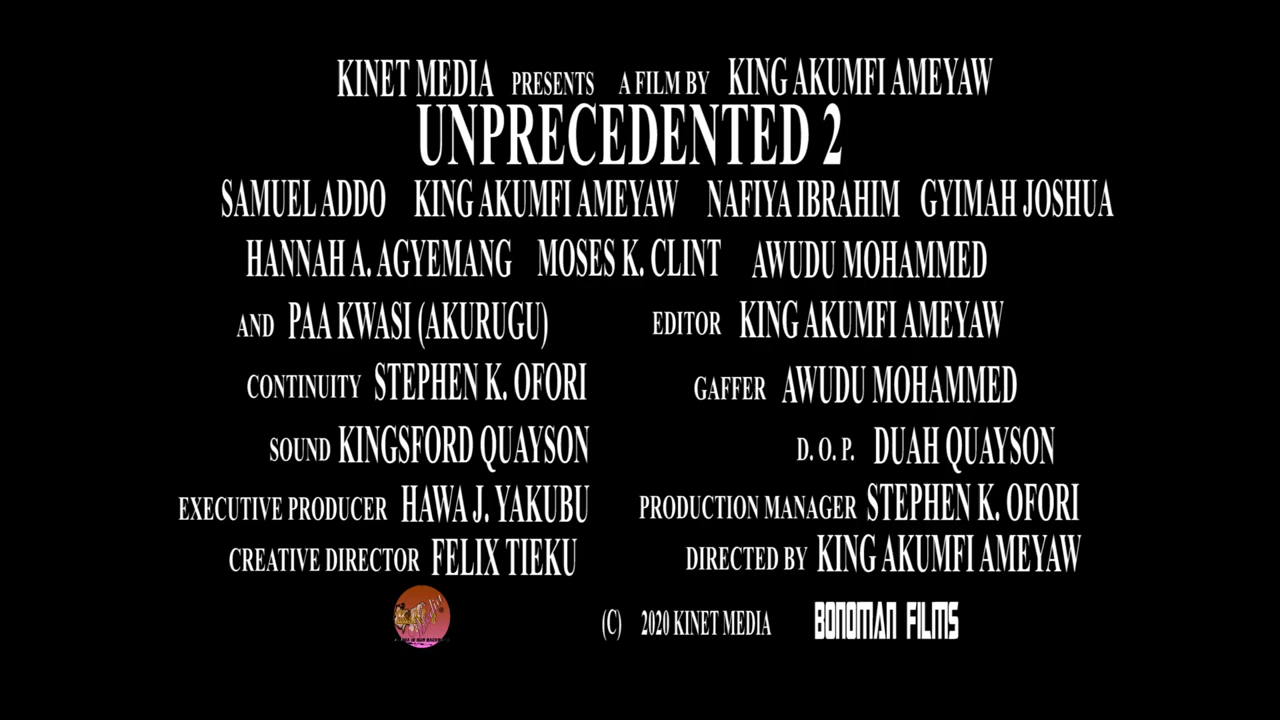 KINET MEDIA PRESENTS A FILM BY KING AKUMFI AMEYAW
UNPRECEDENTED 2
SAMUEL ADDO KING AKUMFI AMEYAW NAFIYA IBRAHIM GYIMAH JOSHUA
HANNAH A. AGYEMANG MOSES K. CLINT AWUDU MOHAMMED
AND PAA KWASI (AKURUGU) EDITOR KING AKUMFI AMEYAW
CONTINUITY STEPHEN K. OFORI GAFFER AWUDU MOHAMMED
SOUND KINGSFORD QUAYSON D. O. P. DUAH QUAYSON
EXECUTIVE PRODUCER HAWA J. YAKUBU PRODUCTION MANAGER STEPHEN K. OFORI
CREATIVE DIRECTOR FELIX TIEKU DIRECTED BY KING AKUMFI AMEYAW
(C) 2020 KINET MEDIA BONOMAN FILMS